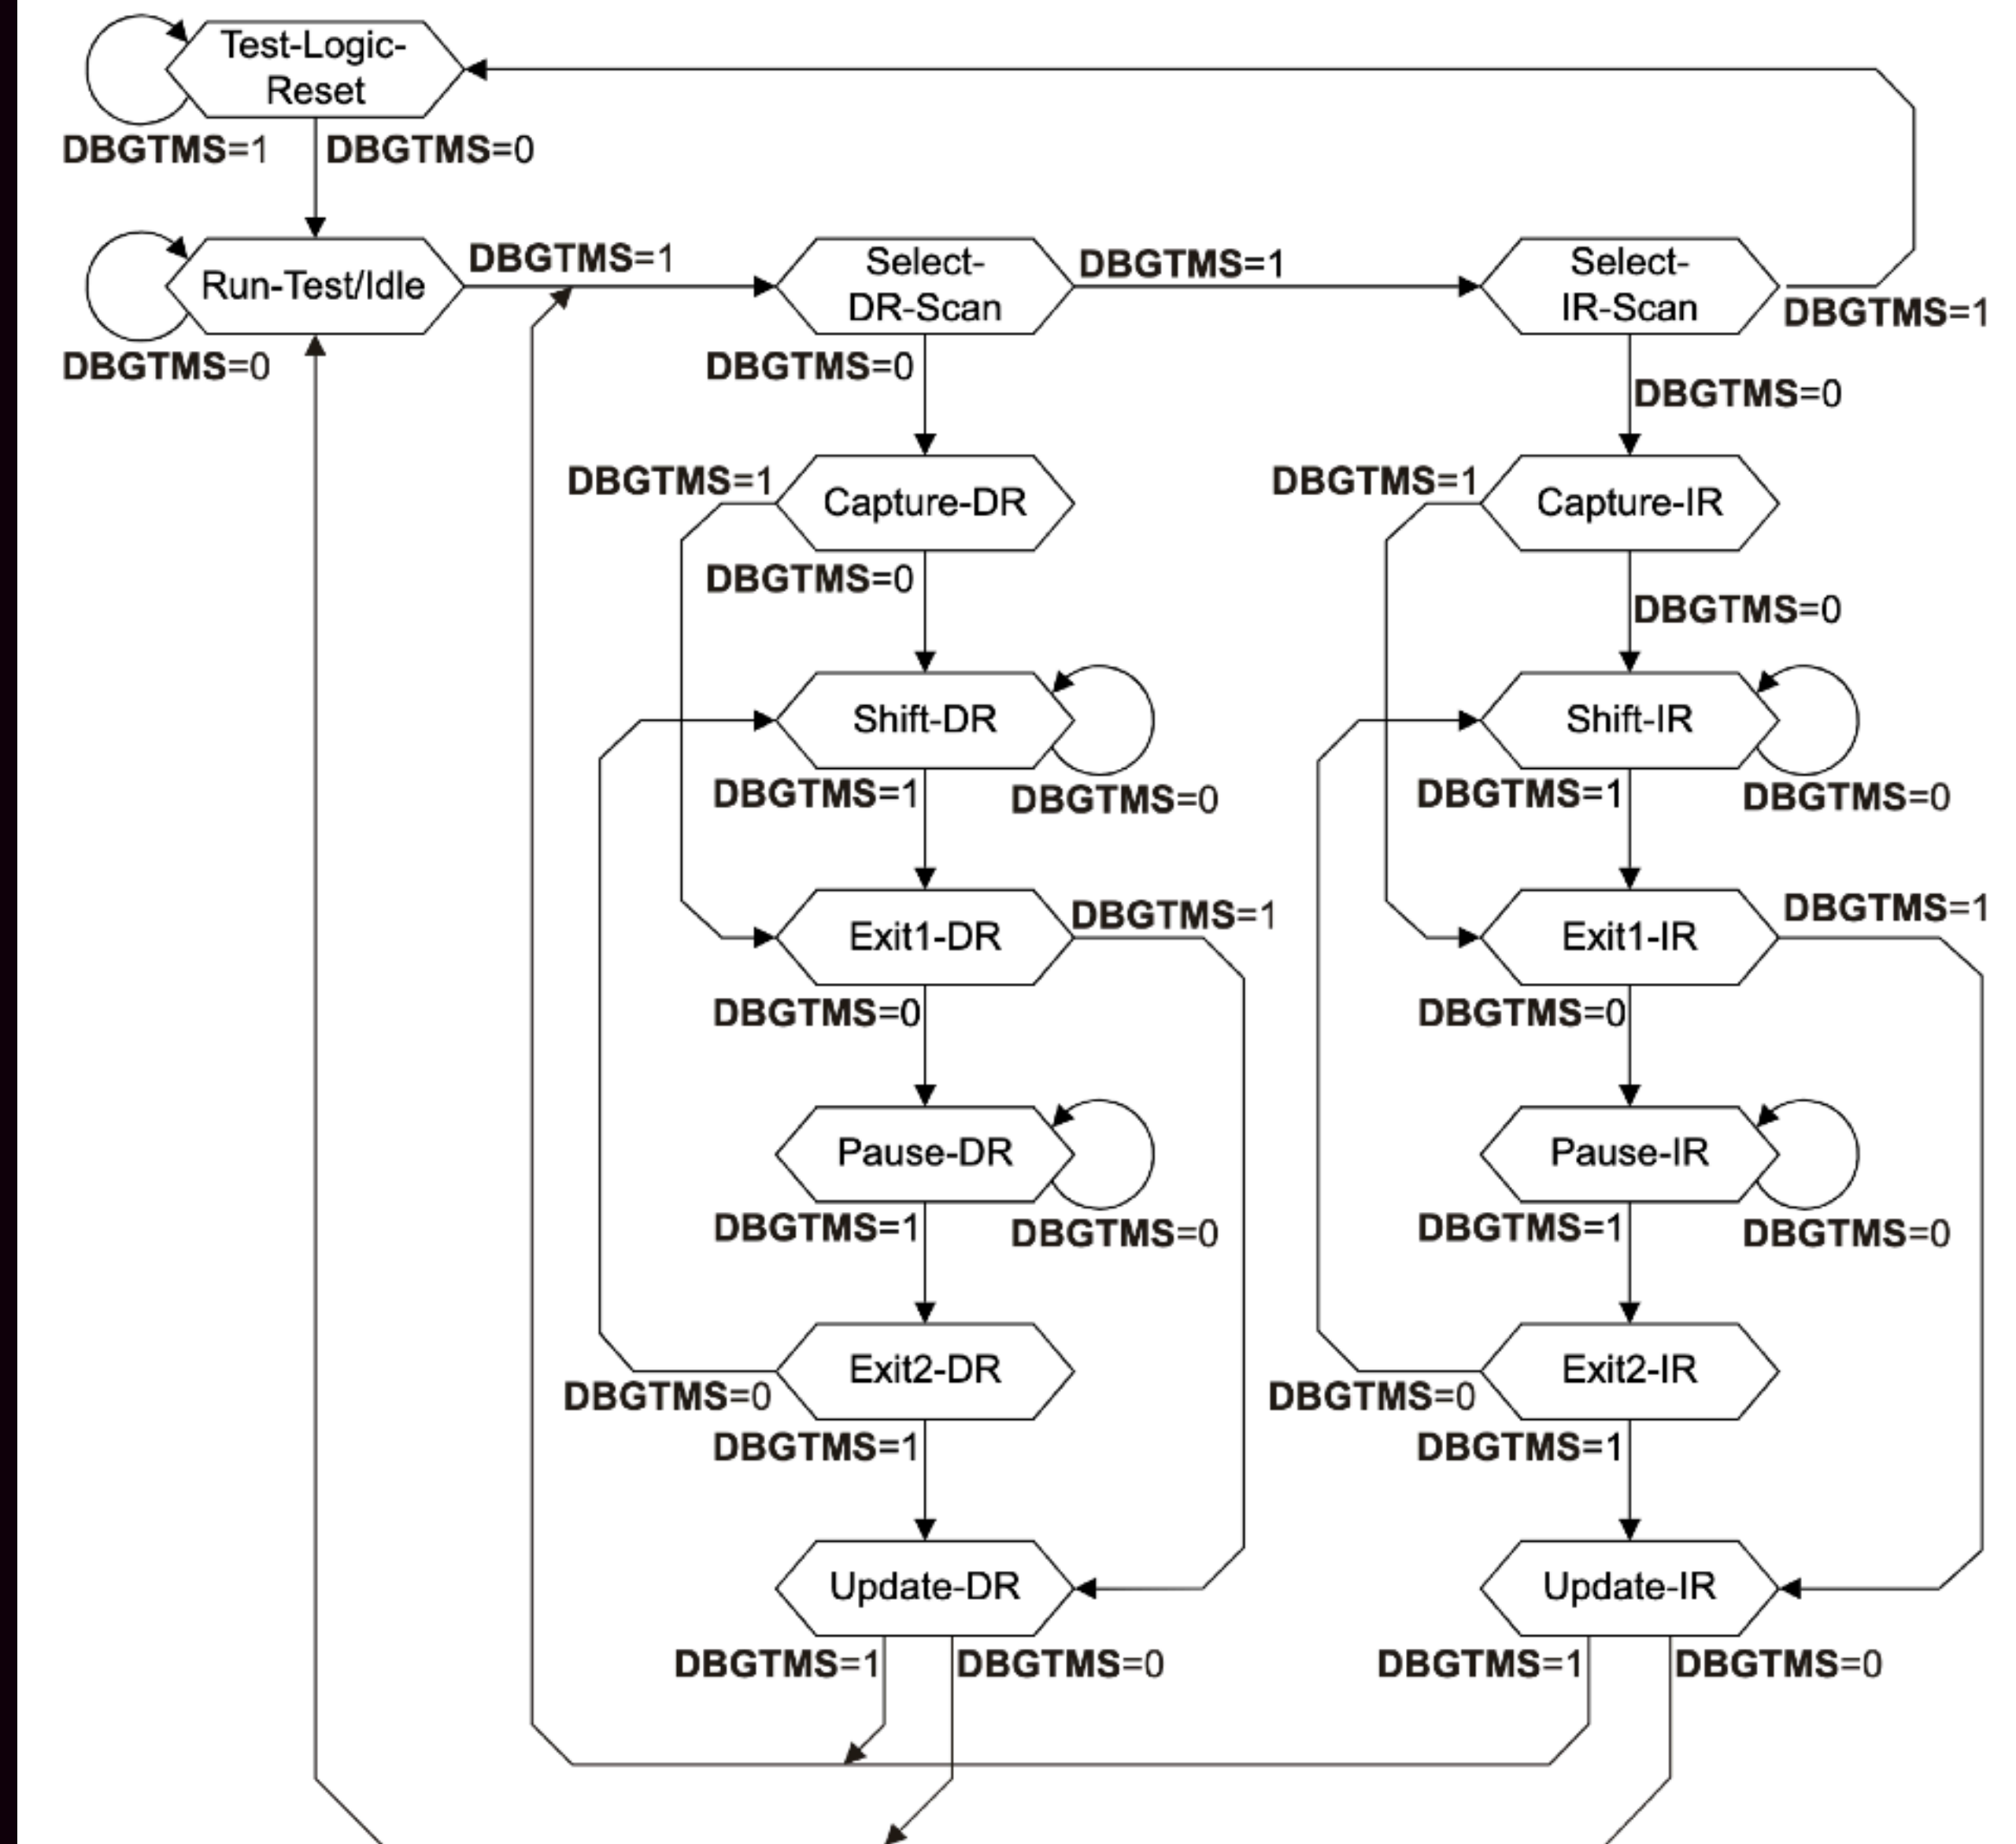 Test-Logic-
Reset
DBGTMS=1
DBGTMS=0
Run-Test/Idle
DBGTMS=1
Select-
DR-Scan
DBGTMS=1
Select-
IR-Scan
DBGTMS=1
DBGTMS=0
DBGTMS=0
DBGTMS=0
DBGTMS=1
Capture-DR
DBGTMS=1
Capture-IR
DBGTMS=0
DBGTMS=0
Shift-DR
Shift-IR
DBGTMS=1
DBGTMS=0
DBGTMS=1
DBGTMS=0
Exit1-DR
DBGTMS=1
Exit1-IR
DBGTMS=1
DBGTMS=0
DBGTMS=0
Pause-DR
Pause-IR
DBGTMS=1
DBGTMS=0
DBGTMS=1
DBGTMS=0
Exit2-DR
Exit2-IR
DBGTMS=0
DBGTMS=0
DBGTMS=1
DBGTMS=1
Update-DR
Update-IR
DBGTMS=1
DBGTMS=0
DBGTMS=1
DBGTMS=0